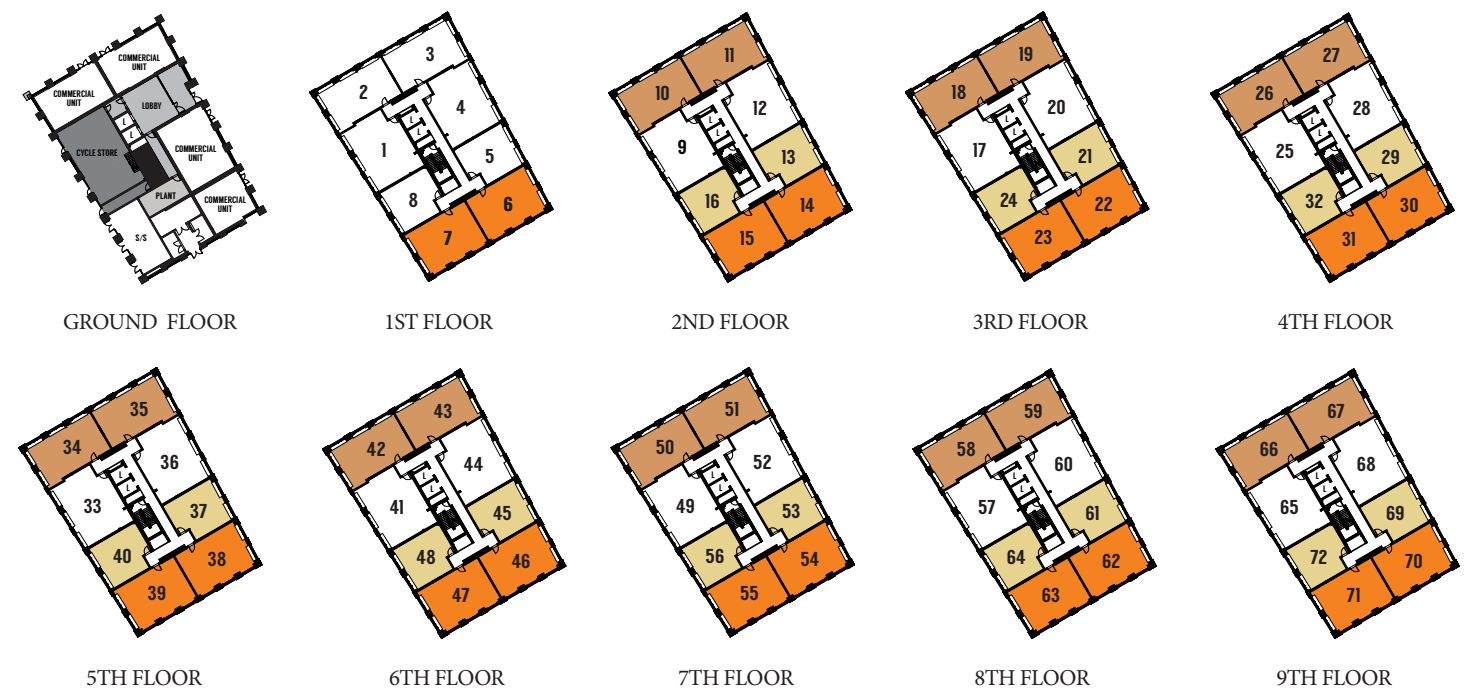 COMMERCIAL
UNIT
COMMERCIAL
UNIT
LOBBY
L
L
CYCLE STORE
COMMERCIAL
UNIT
PLANT
COMMERCIAL
UNIT
S/S
GROUND FLOOR
3
2
4
L
L
1
5
8
6
7
1ST FLOOR
11
10
12
L
L
9
13
16
14
15
2ND FLOOR
19
18
20
L
L
17
21
24
22
23
3RD FLOOR
27
26
28
L
L
25
29
32
30
31
4TH FLOOR
35
34
36
L
L
33
37
40
38
39
5TH FLOOR
43
42
44
L
L
41
45
48
46
47
6TH FLOOR
51
50
52
L
L
49
53
56
54
55
7TH FLOOR
59
58
60
L
L
57
61
64
62
63
8TH FLOOR
67
66
68
L
L
65
69
72
70
71
9TH FLOOR